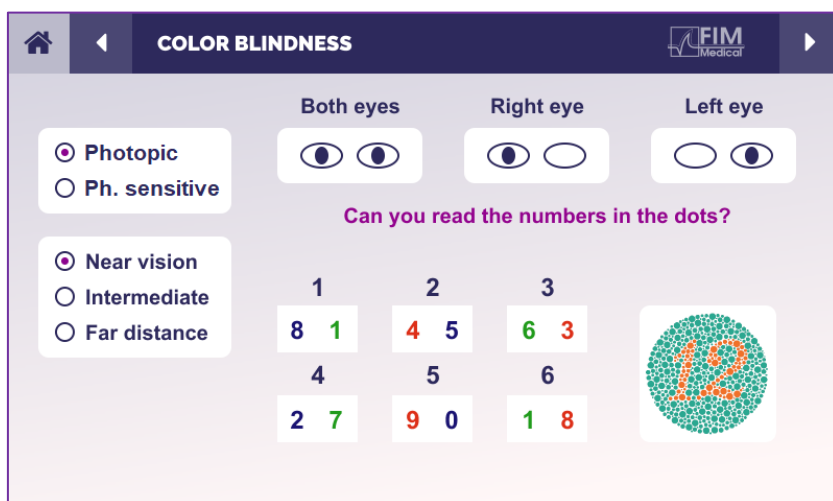 COLOR BLINDNESS
FIM
Medical
Both eyes Right eye Left eye
Photopic
Ph. sensitive
Can you read the numbers in the dots?
Near vision
Intermediate
Far distance
1 2 3
8 1 4 5 6 3
4 5 6
2 7 9 0 1 8
12